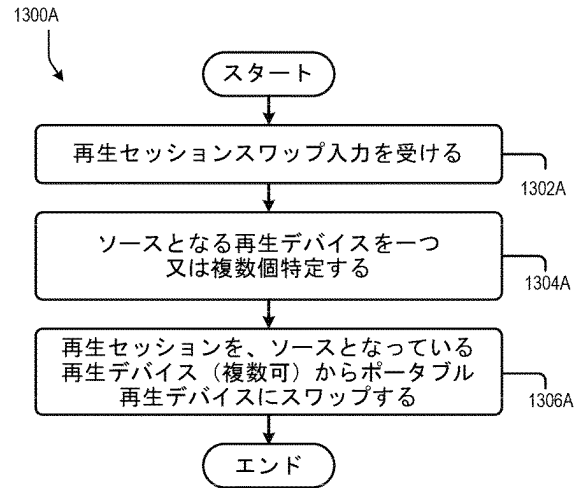 1300A
スタート
再生セッションスワップ入力を受ける
1302A
ソースとなる再生デバイスを一つ
又は複数個特定する
1304A
再生セッションを、ソースとなっている
再生デバイス（複数可）からポータブル
再生デバイスにスワップする
1306A
エンド